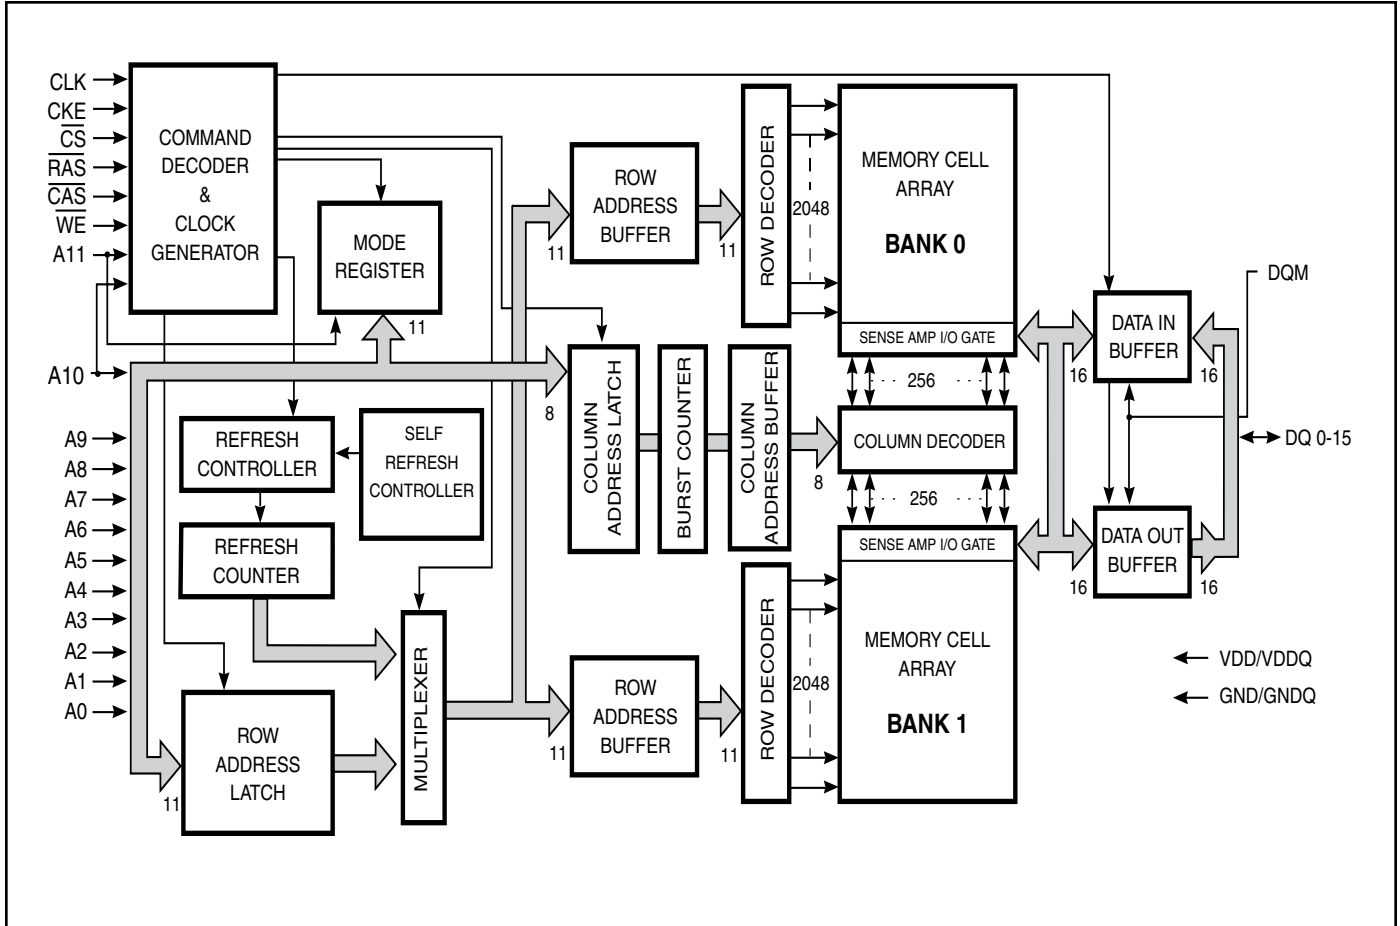 CLK
CKE
CS
RAS
CAS
WE
A11
A10
A9
A8
A7
A6
A5
A4
A3
A2
A1
A0
COMMAND
DECODER
&
CLOCK
GENERATOR
MODE
REGISTER
11
REFRESH
CONTROLLER
SELF
REFRESH
CONTROLLER
REFRESH
COUNTER
ROW
ADDRESS
LATCH
11
MULTIPLEXER
ROW
ADDRESS
BUFFER
11
11
ROW DECODER
2048
MEMORY CELL
ARRAY
BANK 0
SENSE AMP I/O GATE
COLUMN
ADDRESS LATCH
8
BURST COUNTER
COLUMN
ADDRESS BUFFER
8
256
COLUMN DECODER
256
ROW
ADDRESS
BUFFER
11
11
ROW DECODER
2048
SENSE AMP I/O GATE
MEMORY CELL
ARRAY
BANK 1
DATA IN
BUFFER
16
16
DQM
DQ 0-15
DATA OUT
BUFFER
16
16
VDD/VDDQ
GND/GNDQ